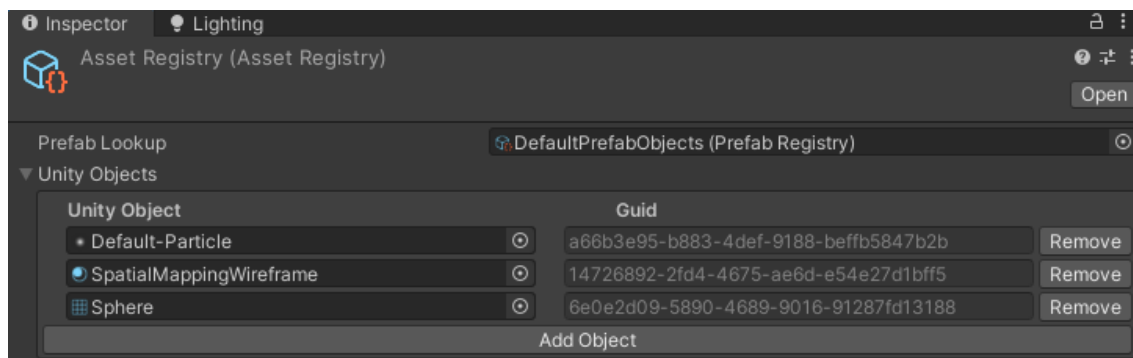 Inspector Lighting
Asset Registry (Asset Registry)
Open
Prefab Lookup DefaultPrefabObjects (Prefab Registry)
Unity Objects
Unity Object Guid
Default-Particle a66b3e95-b883-4def-9188-beffb5847b2b Remove
SpatialMappingWireframe 14726892-2fd4-4675-ae6d-e54e27d1bff5 Remove
Sphere 6e0e2d09-5890-4689-9016-91287fd13188 Remove
Add Object